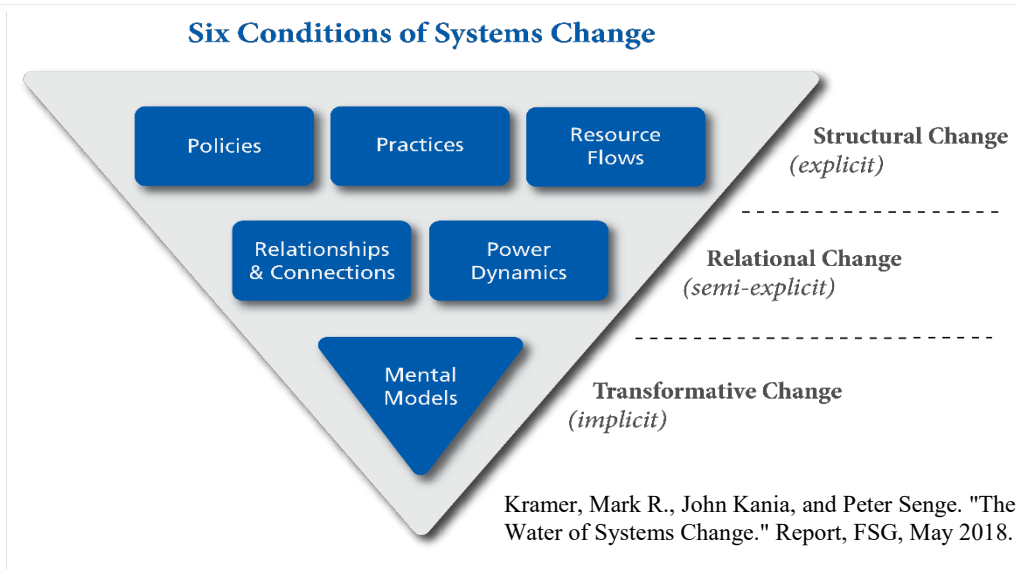 Six Conditions of Systems Change
Policies
Practices
Resource
Flows
Structural Change
(explicit)
Relationships
& Connections
Power
Dynamics
Relational Change
(semi-explicit)
Mental
Models
Transformative Change
(implicit)
Kramer, Mark R., John Kania, and Peter Senge. "The
Water of Systems Change." Report, FSG, May 2018.